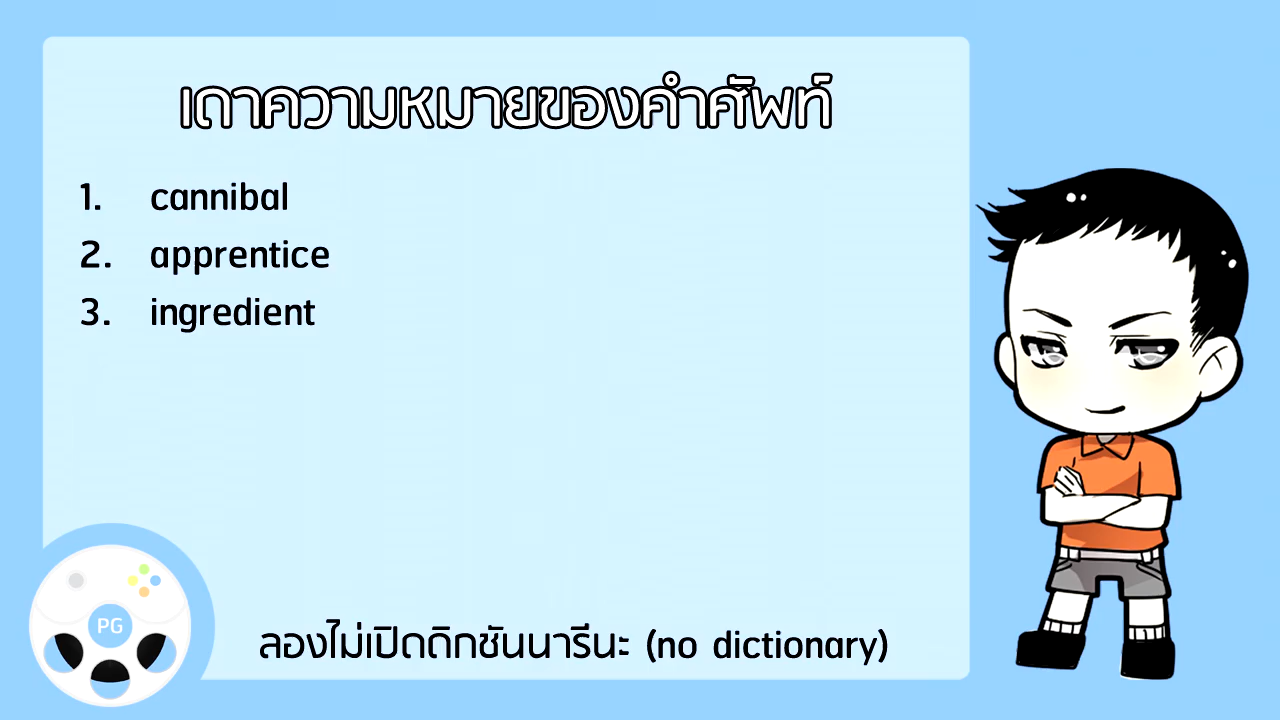 เดาความหมายของคำศัพท์
1. cannibal
2. apprentice
3. ingredient
PG
ลองไม่เปิดดิกชันนารีนะ (no dictionary)